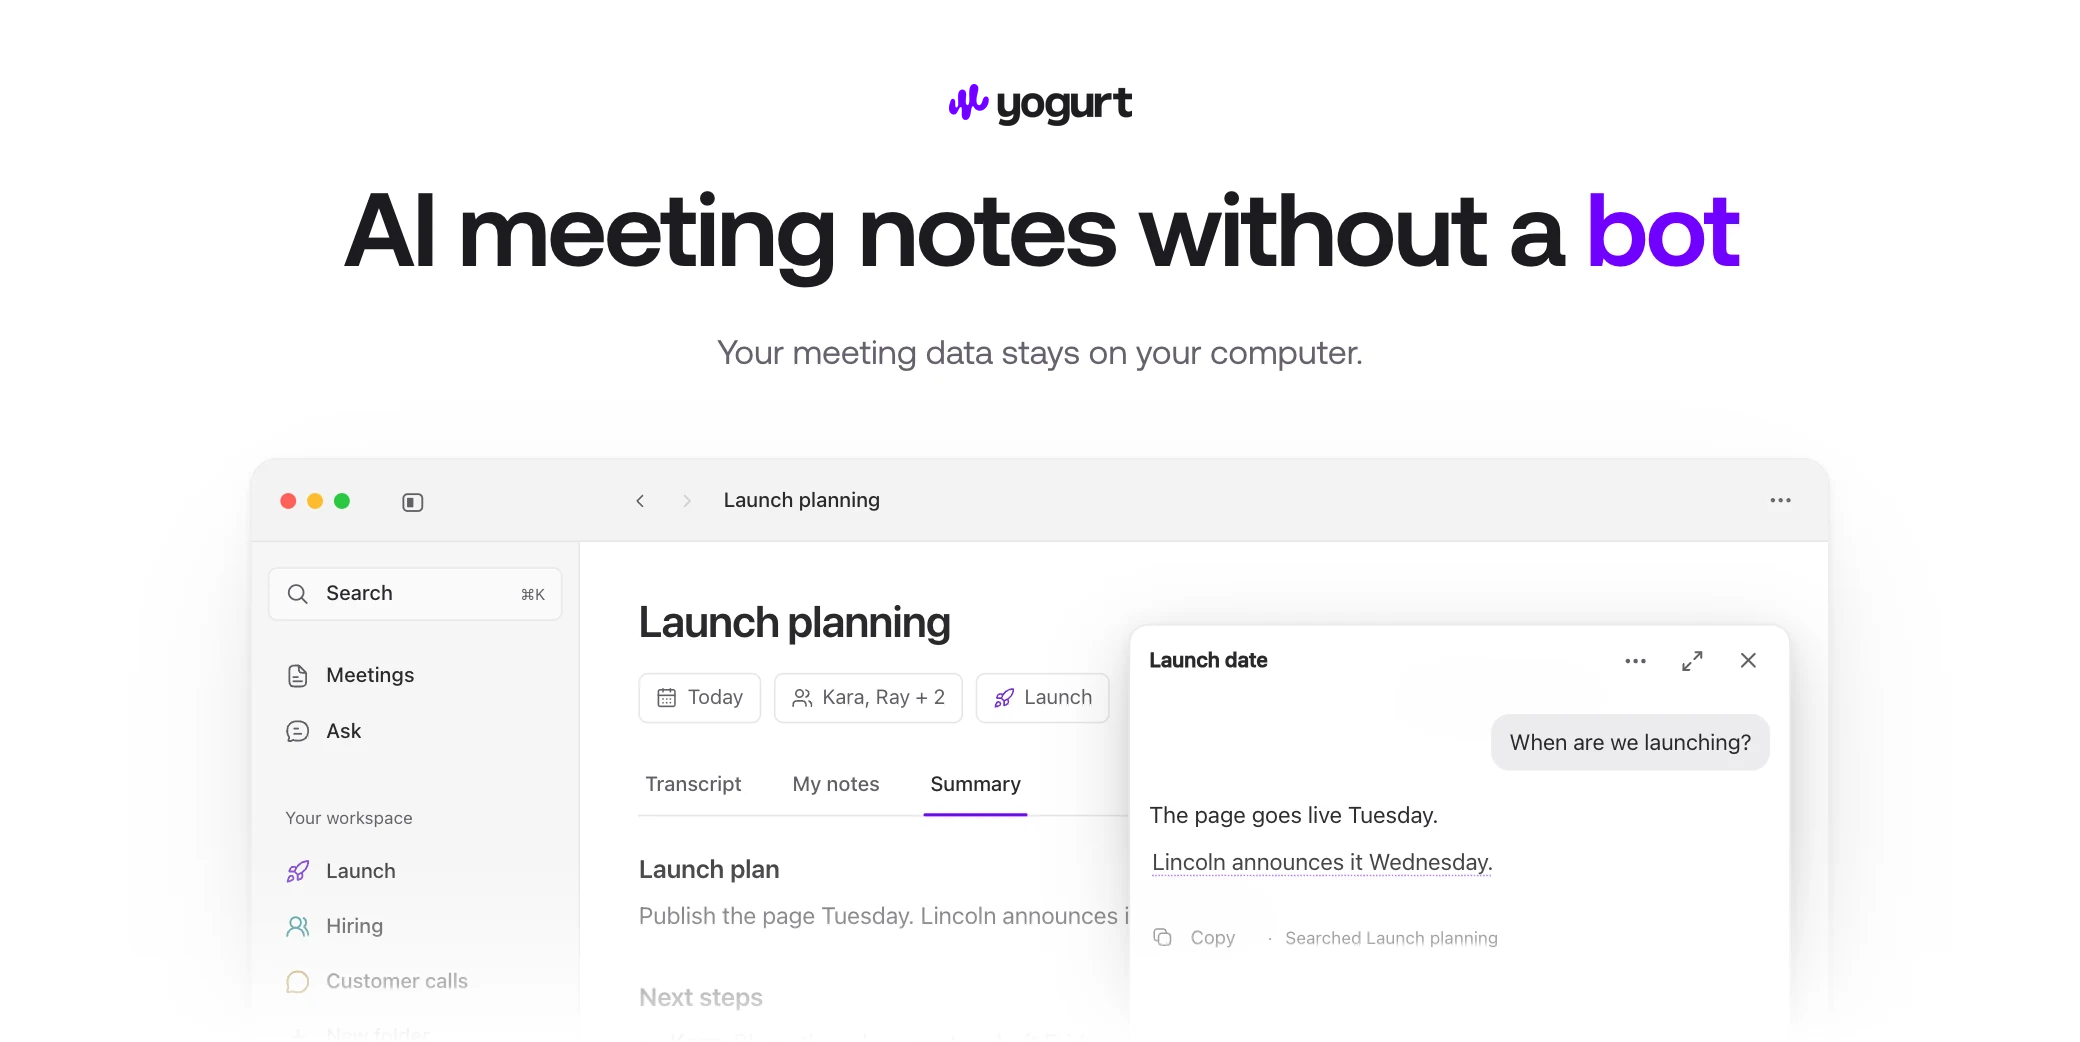 yogurt
AI meeting notes without a bot
Your meeting data stays on your computer.
Launch planning
Search ⌘K
Meetings
Ask
Your workspace
Launch
Hiring
Customer calls
New folder
Launch planning
Today
Kara, Ray + 2
Launch
Transcript
My notes
Summary
Launch plan
Publish the page Tuesday. Lincoln announces i
Next steps
Launch date
When are we launching?
The page goes live Tuesday.
Lincoln announces it Wednesday.
Copy · Searched Launch planning